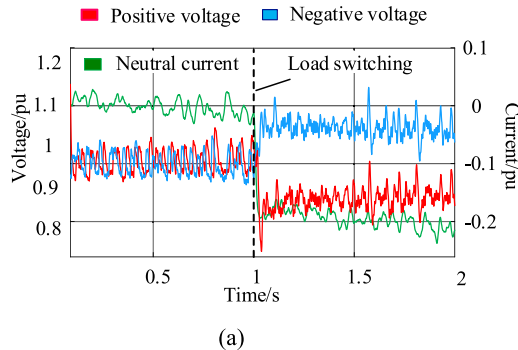 Positive voltage Negative voltage
Neutral current
Load switching
Voltage/pu
1.2
1.1
1
0.9
0.8
0.1
0
-0.1
-0.2
Current/pu
0.5 1 1.5 2
Time/s
(a)